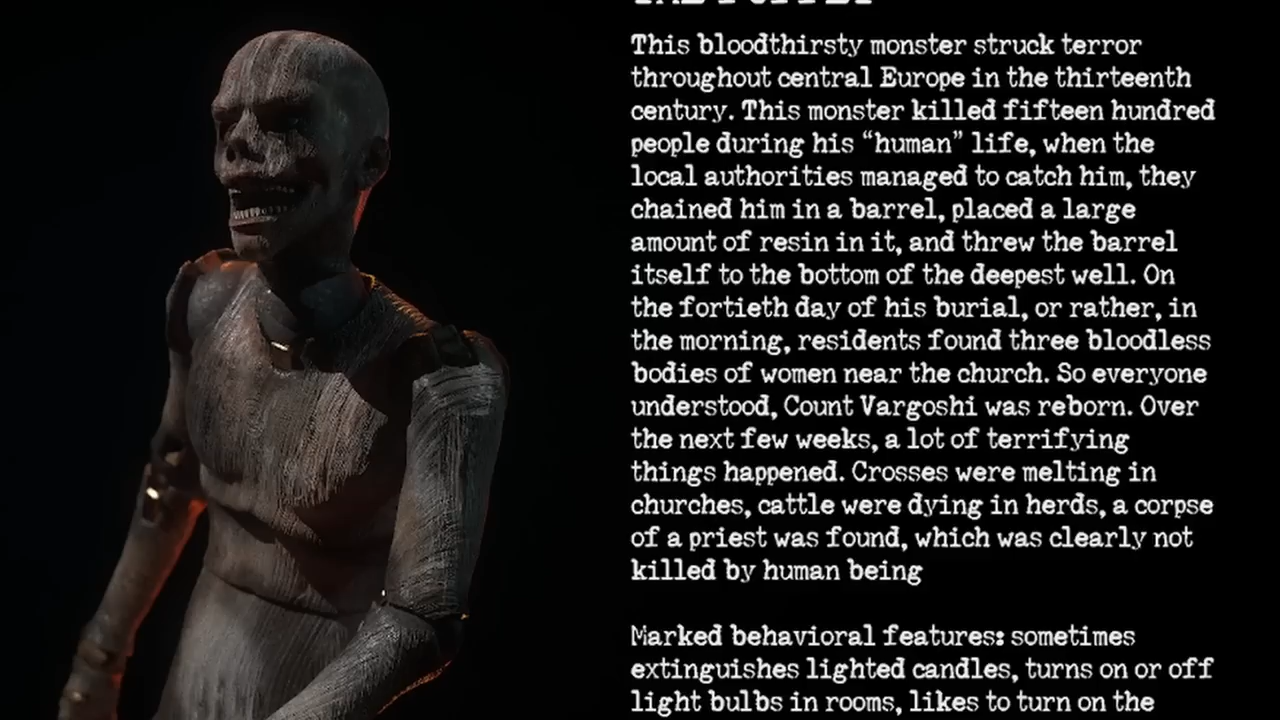 This bloodthirsty monster struck terror
throughout central Europe in the thirteenth
century. This monster killed fifteen hundred
people during his “human” life, when the
local authorities managed to catch him, they
chained him in a barrel, placed a large
amount of resin in it, and threw the barrel
itself to the bottom of the deepest well. On
the fortieth day of his burial, or rather, in
the morning, residents found three bloodless
bodies of women near the church. So everyone
understood, Count Vargoshi was reborn. Over
the next few weeks, a lot of terrifying
things happened. Crosses were melting in
churches, cattle were dying in herds, a corpse
of a priest was found, which was clearly not
killed by human being
Marked behavioral features: sometimes
extinguishes lighted candles, turns on or off
light bulbs in rooms, likes to turn on the